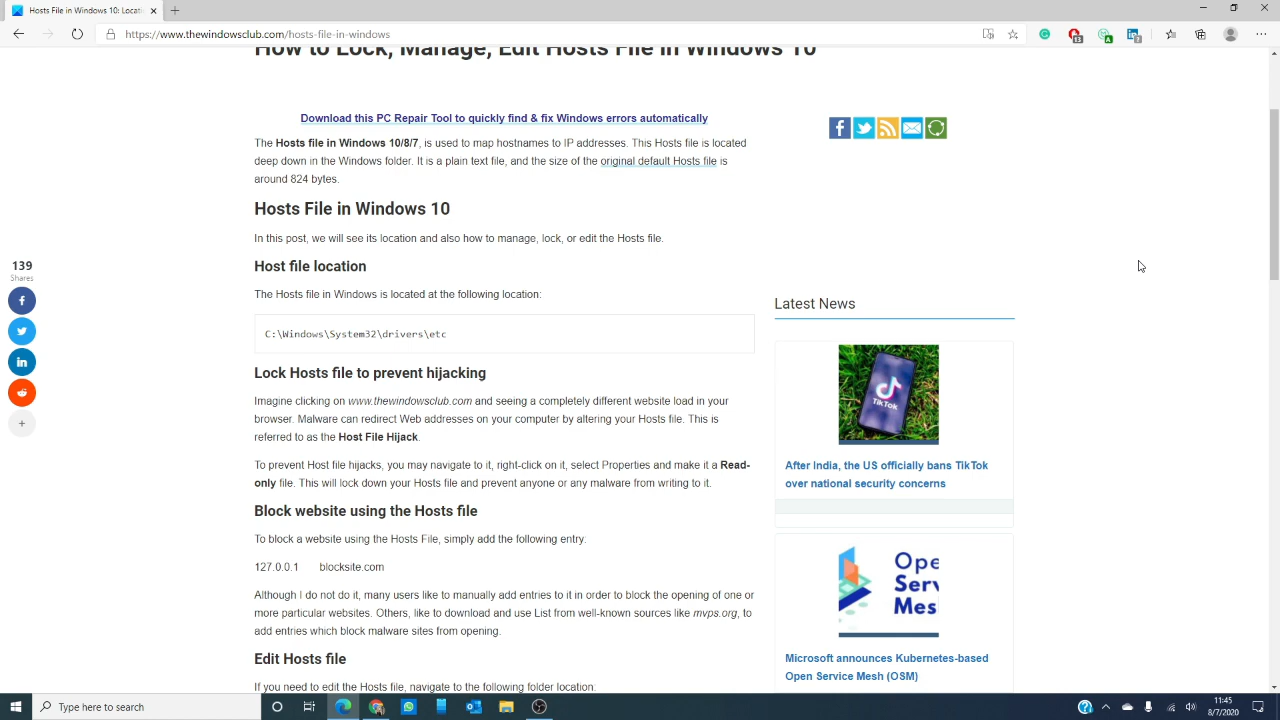 Hosts File in Windows 10: Locati
https://www.thewindowsclub.com/hosts-file-in-windows
How to Lock, Manage, Edit Hosts File in Windows 10
Download this PC Repair Tool to quickly find & fix Windows errors automatically
The Hosts file in Windows 10/8/7, is used to map hostnames to IP addresses. This Hosts file is located
deep down in the Windows folder. It is a plain text file, and the size of the original default Hosts file is
around 824 bytes.
Hosts File in Windows 10
In this post, we will see its location and also how to manage, lock, or edit the Hosts file.
139
Shares
Host file location
The Hosts file in Windows is located at the following location:
C:\Windows\System32\drivers\etc
Lock Hosts file to prevent hijacking
Imagine clicking on www.thewindowsclub.com and seeing a completely different website load in your
browser. Malware can redirect Web addresses on your computer by altering your Hosts file. This is
referred to as the Host File Hijack.
To prevent Host file hijacks, you may navigate to it, right-click on it, select Properties and make it a Read-
only file. This will lock down your Hosts file and prevent anyone or any malware from writing to it.
Block website using the Hosts file
To block a website using the Hosts File, simply add the following entry:
127.0.0.1 blocksite.com
Although I do not do it, many users like to manually add entries to it in order to block the opening of one or
more particular websites. Others, like to download and use List from well-known sources like mvps.org, to
add entries which block malware sites from opening.
Edit Hosts file
If you need to edit the Hosts file, navigate to the following folder location:
Latest News
TikTok
After India, the US officially bans TikTok
over national security concerns
Ope
Serv
Mes
Microsoft announces Kubernetes-based
Open Service Mesh (OSM)
Type here to search
11:45
8/7/2020